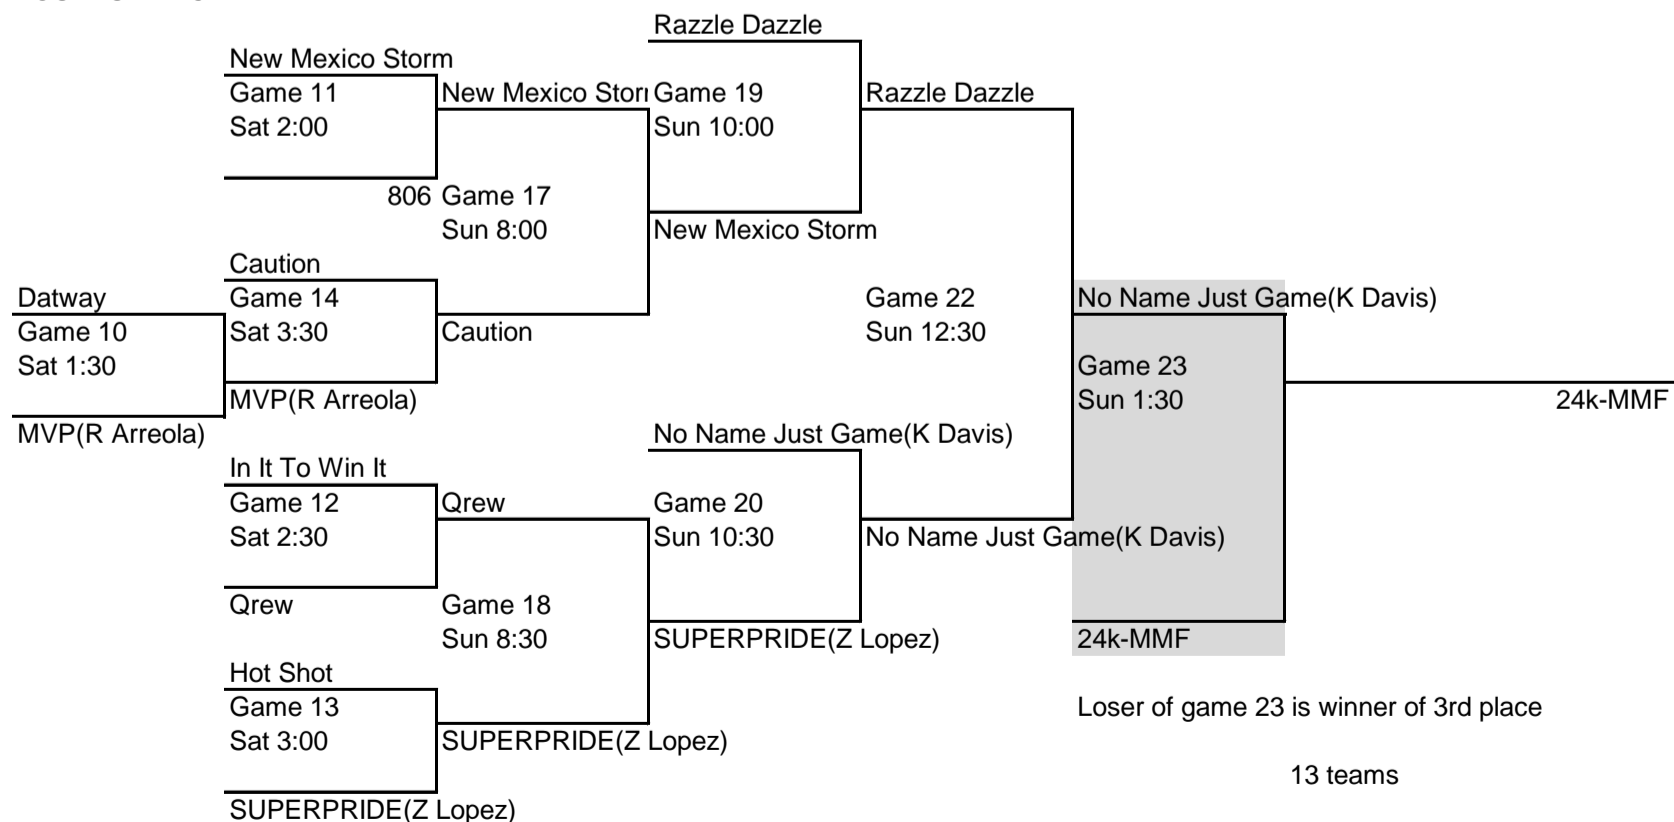 Razzle Dazzle
New Mexico Storm
Game 11
New Mexico Stor
Game 19
Razzle Dazzle
Sat 2:00
Sun 10:00
806
Game 17
Sun 8:00
New Mexico Storm
Caution
Datway
Game 14
Game 22
No Name Just Game(K Davis)
Game 10
Sat 3:30
Caution
Sun 12:30
Sat 1:30
Game 23
MVP(R Arreola)
Sun 1:30
24k-MMF
MVP(R Arreola)
No Name Just Game(K Davis)
In It To Win It
Game 12
Qrew
Game 20
Sat 2:30
Sun 10:30
No Name Just Game(K Davis)
Qrew
Game 18
Sun 8:30
SUPERPRIDE(Z Lopez)
24k-MMF
Hot Shot
Game 13
Loser of game 23 is winner of 3rd place
Sat 3:00
SUPERPRIDE(Z Lopez)
13 teams
SUPERPRIDE(Z Lopez)